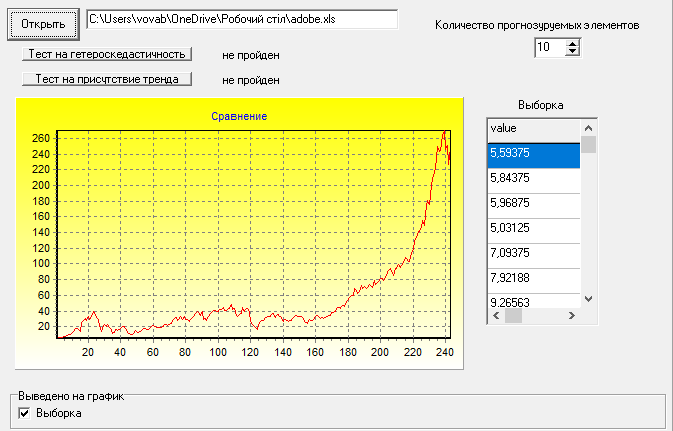 Открыть
C:\Users\vovab\OneDrive\Робочий стіл\adobe.xls
Количество прогнозуруемых элементов
10
Тест на гетероскедастичность
не пройден
Тест на присутствие тренда
не пройден
Сравнение
260
240
220
200
180
160
140
120
100
80
60
40
20
20 40 60 80 100 120 140 160 180 200 220 240
Выборка
value
5,59375
5,84375
5,96875
5,03125
7,09375
7,92188
9,26563
Выведено на график
Выборка